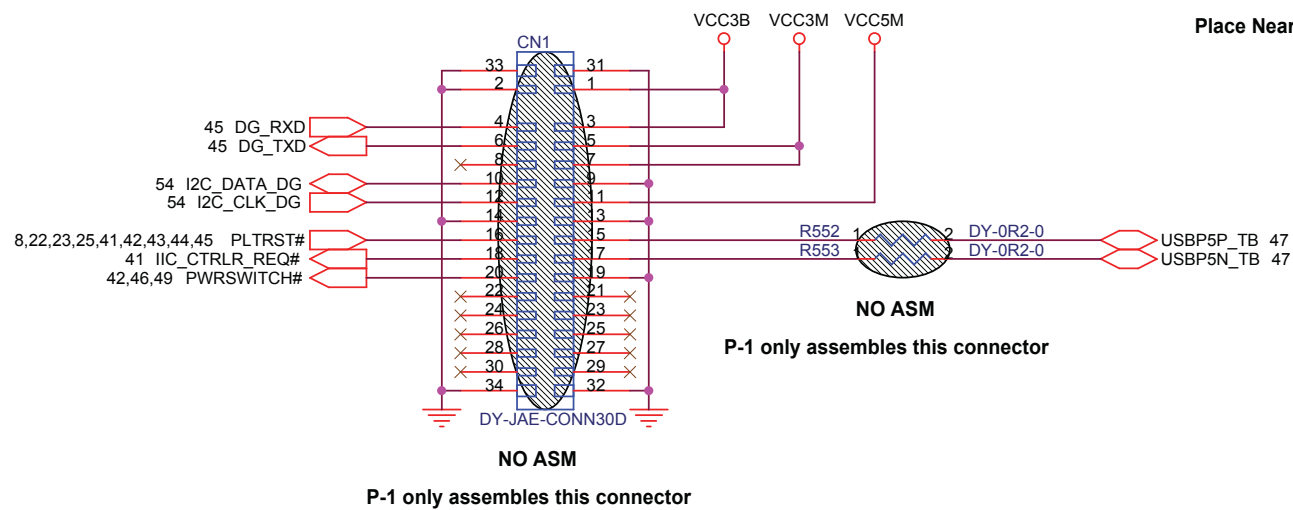 VCC3B VCC3M VCC5M
Place Near
CN1
33 31
2 1
45 DG_RXD 4 3
45 DG_TXD 6 5
8 7
54 I2C_DATA_DG 10 9
54 I2C_CLK_DG 12 11
14 13
8,22,23,25,41,42,43,44,45 PLTRST# 16 15 R552 1 2 DY-0R2-0 USBP5P_TB 47
41 IIC_CTRLR_REQ# 18 17 R553 DY-0R2-0 USBP5N_TB 47
42,46,49 PWRSWITCH# 20 19
22 21
24 23
26 25
28 27
30 29
34 32
DY-JAE-CONN30D
NO ASM
P-1 only assembles this connector
NO ASM
P-1 only assembles this connector